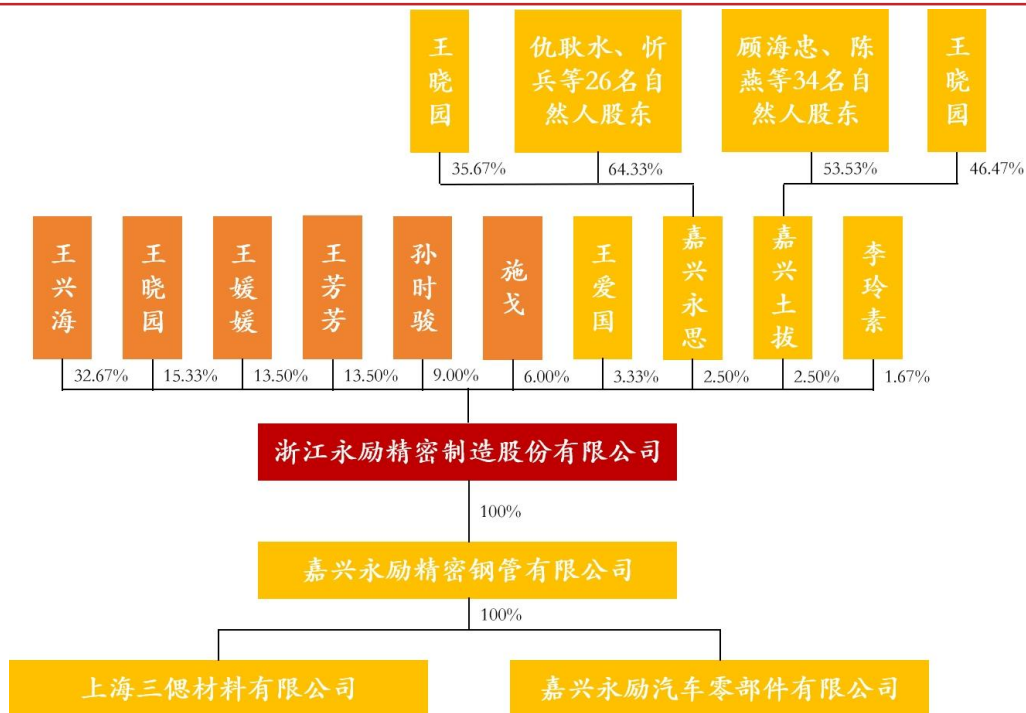 王
晓
园
仇耿水、忻
兵等26名自
然人股东
顾海忠、陈
燕等34名自
然人股东
王
晓
园
35.67%
64.33%
53.53%
46.47%
王
兴
海
王
晓
园
王
媛
媛
王
芳
芳
孙
时
骏
施
戈
王
爱
国
嘉
兴
永
思
嘉
兴
土
拔
李
玲
素
32.67%
15.33%
13.50%
13.50%
9.00%
6.00%
3.33%
2.50%
2.50%
1.67%
浙江永励精密制造股份有限公司
100%
嘉兴永励精密钢管有限公司
100%
上海三偲材料有限公司
嘉兴永励汽车零部件有限公司